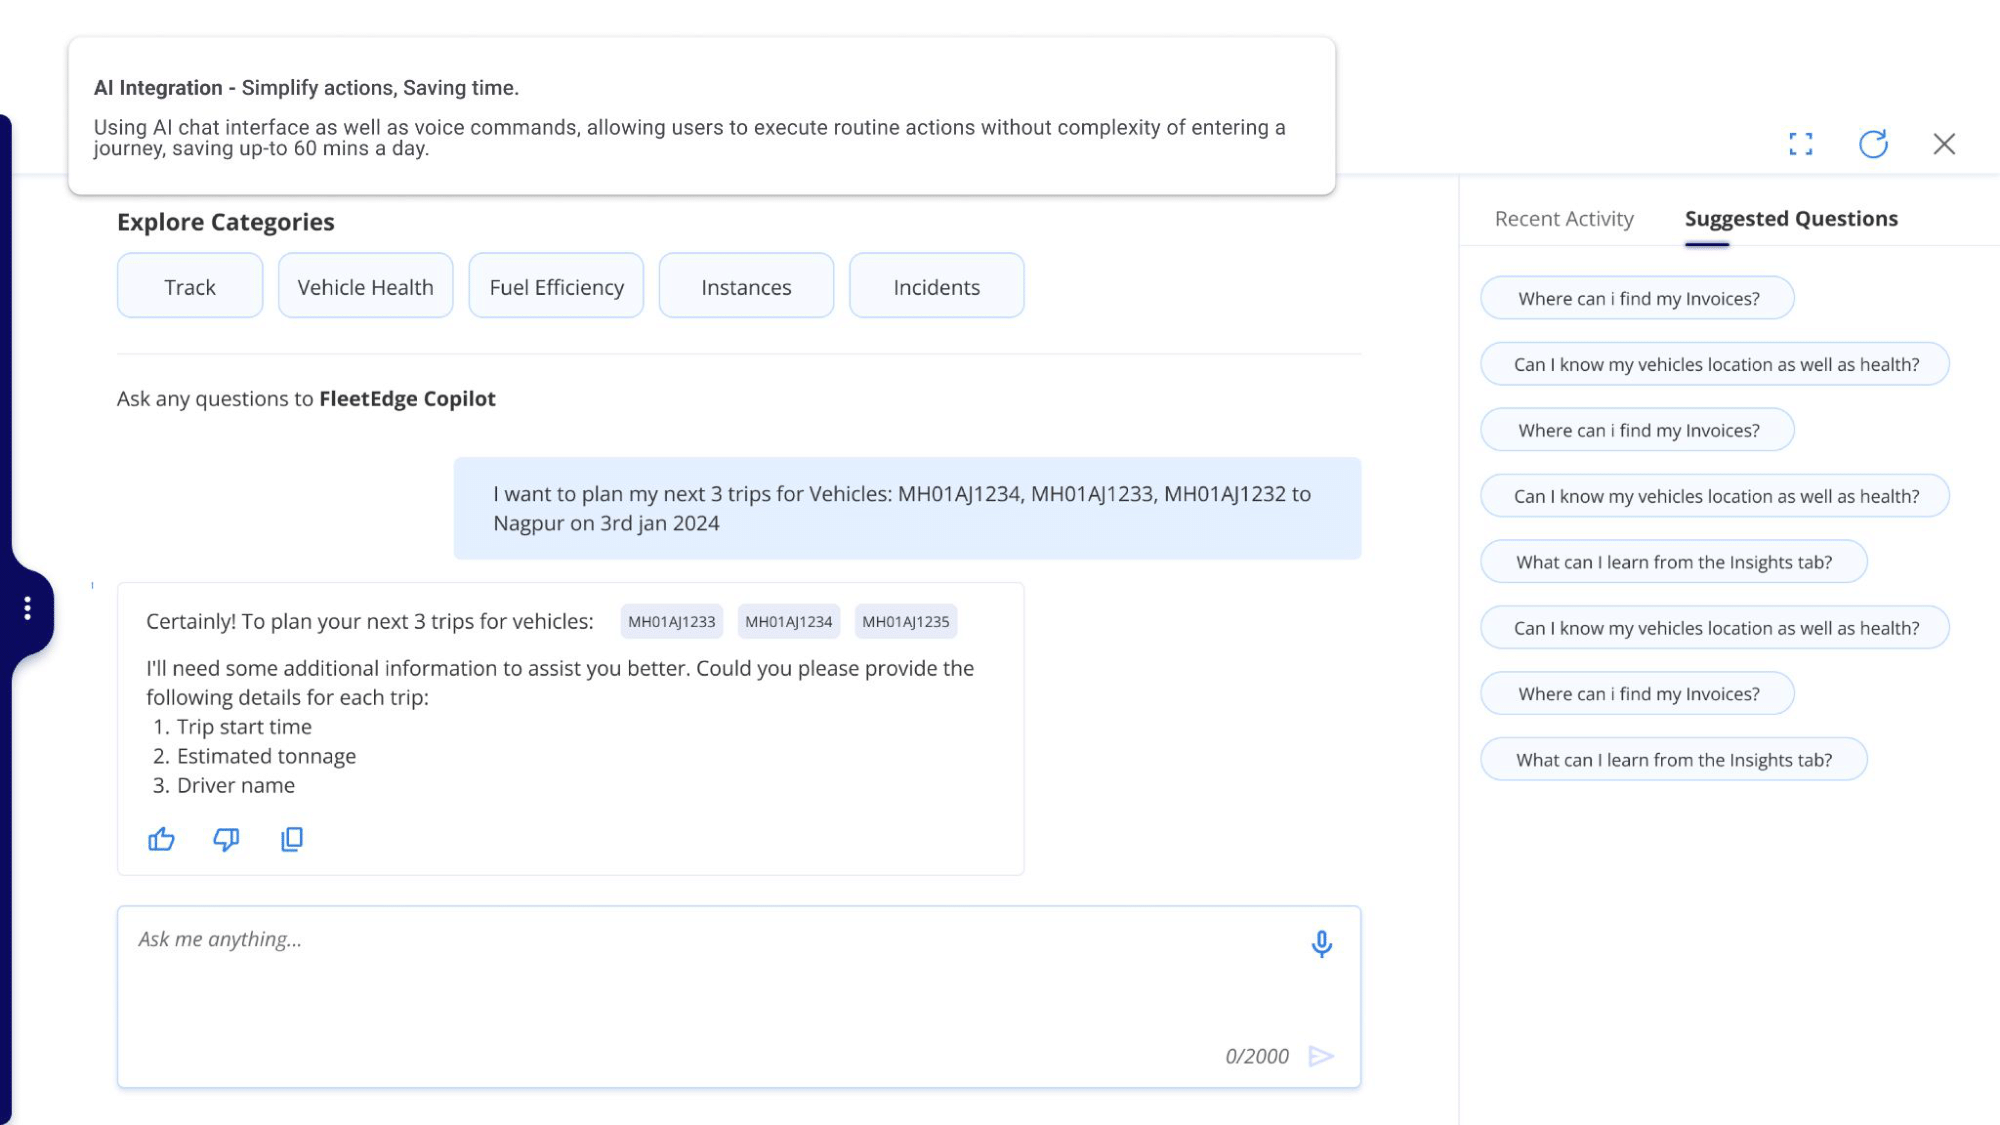 AI Integration - Simplify actions, Saving time.
Using AI chat interface as well as voice commands, allowing users to execute routine actions without complexity of entering a
journey, saving up-to 60 mins a day.
Explore Categories
Track
Vehicle Health
Fuel Efficiency
Instances
Incidents
Ask any questions to FleetEdge Copilot
I want to plan my next 3 trips for Vehicles: MH01AJ1234, MH01AJ1233, MH01AJ1232 to
Nagpur on 3rd jan 2024
Certainly! To plan your next 3 trips for vehicles: MH01AJ1233 MH01AJ1234 MH01AJ1235
I'll need some additional information to assist you better. Could you please provide the
following details for each trip:
1. Trip start time
2. Estimated tonnage
3. Driver name
Ask me anything...
0/2000
Recent Activity
Suggested Questions
Where can i find my Invoices?
Can I know my vehicles location as well as health?
Where can i find my Invoices?
Can I know my vehicles location as well as health?
What can I learn from the Insights tab?
Can I know my vehicles location as well as health?
Where can i find my Invoices?
What can I learn from the Insights tab?